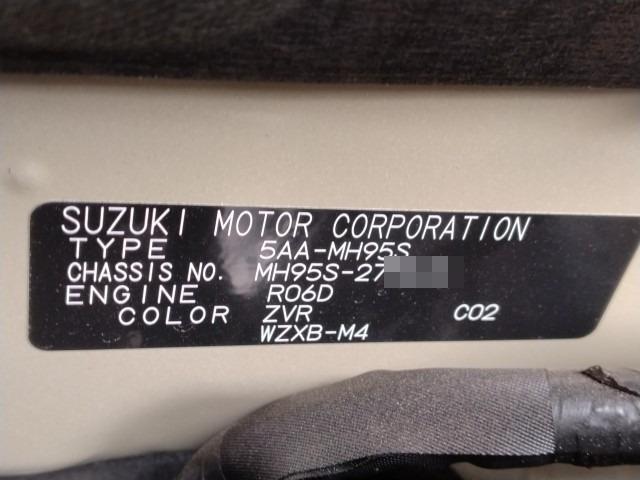 SUZUKI MOTOR CORPORATION
TYPE 5AA-MH95S
CHASSIS NO. MH95S-27
ENGINE R06D
COLOR ZVR C02
WZXB-M4